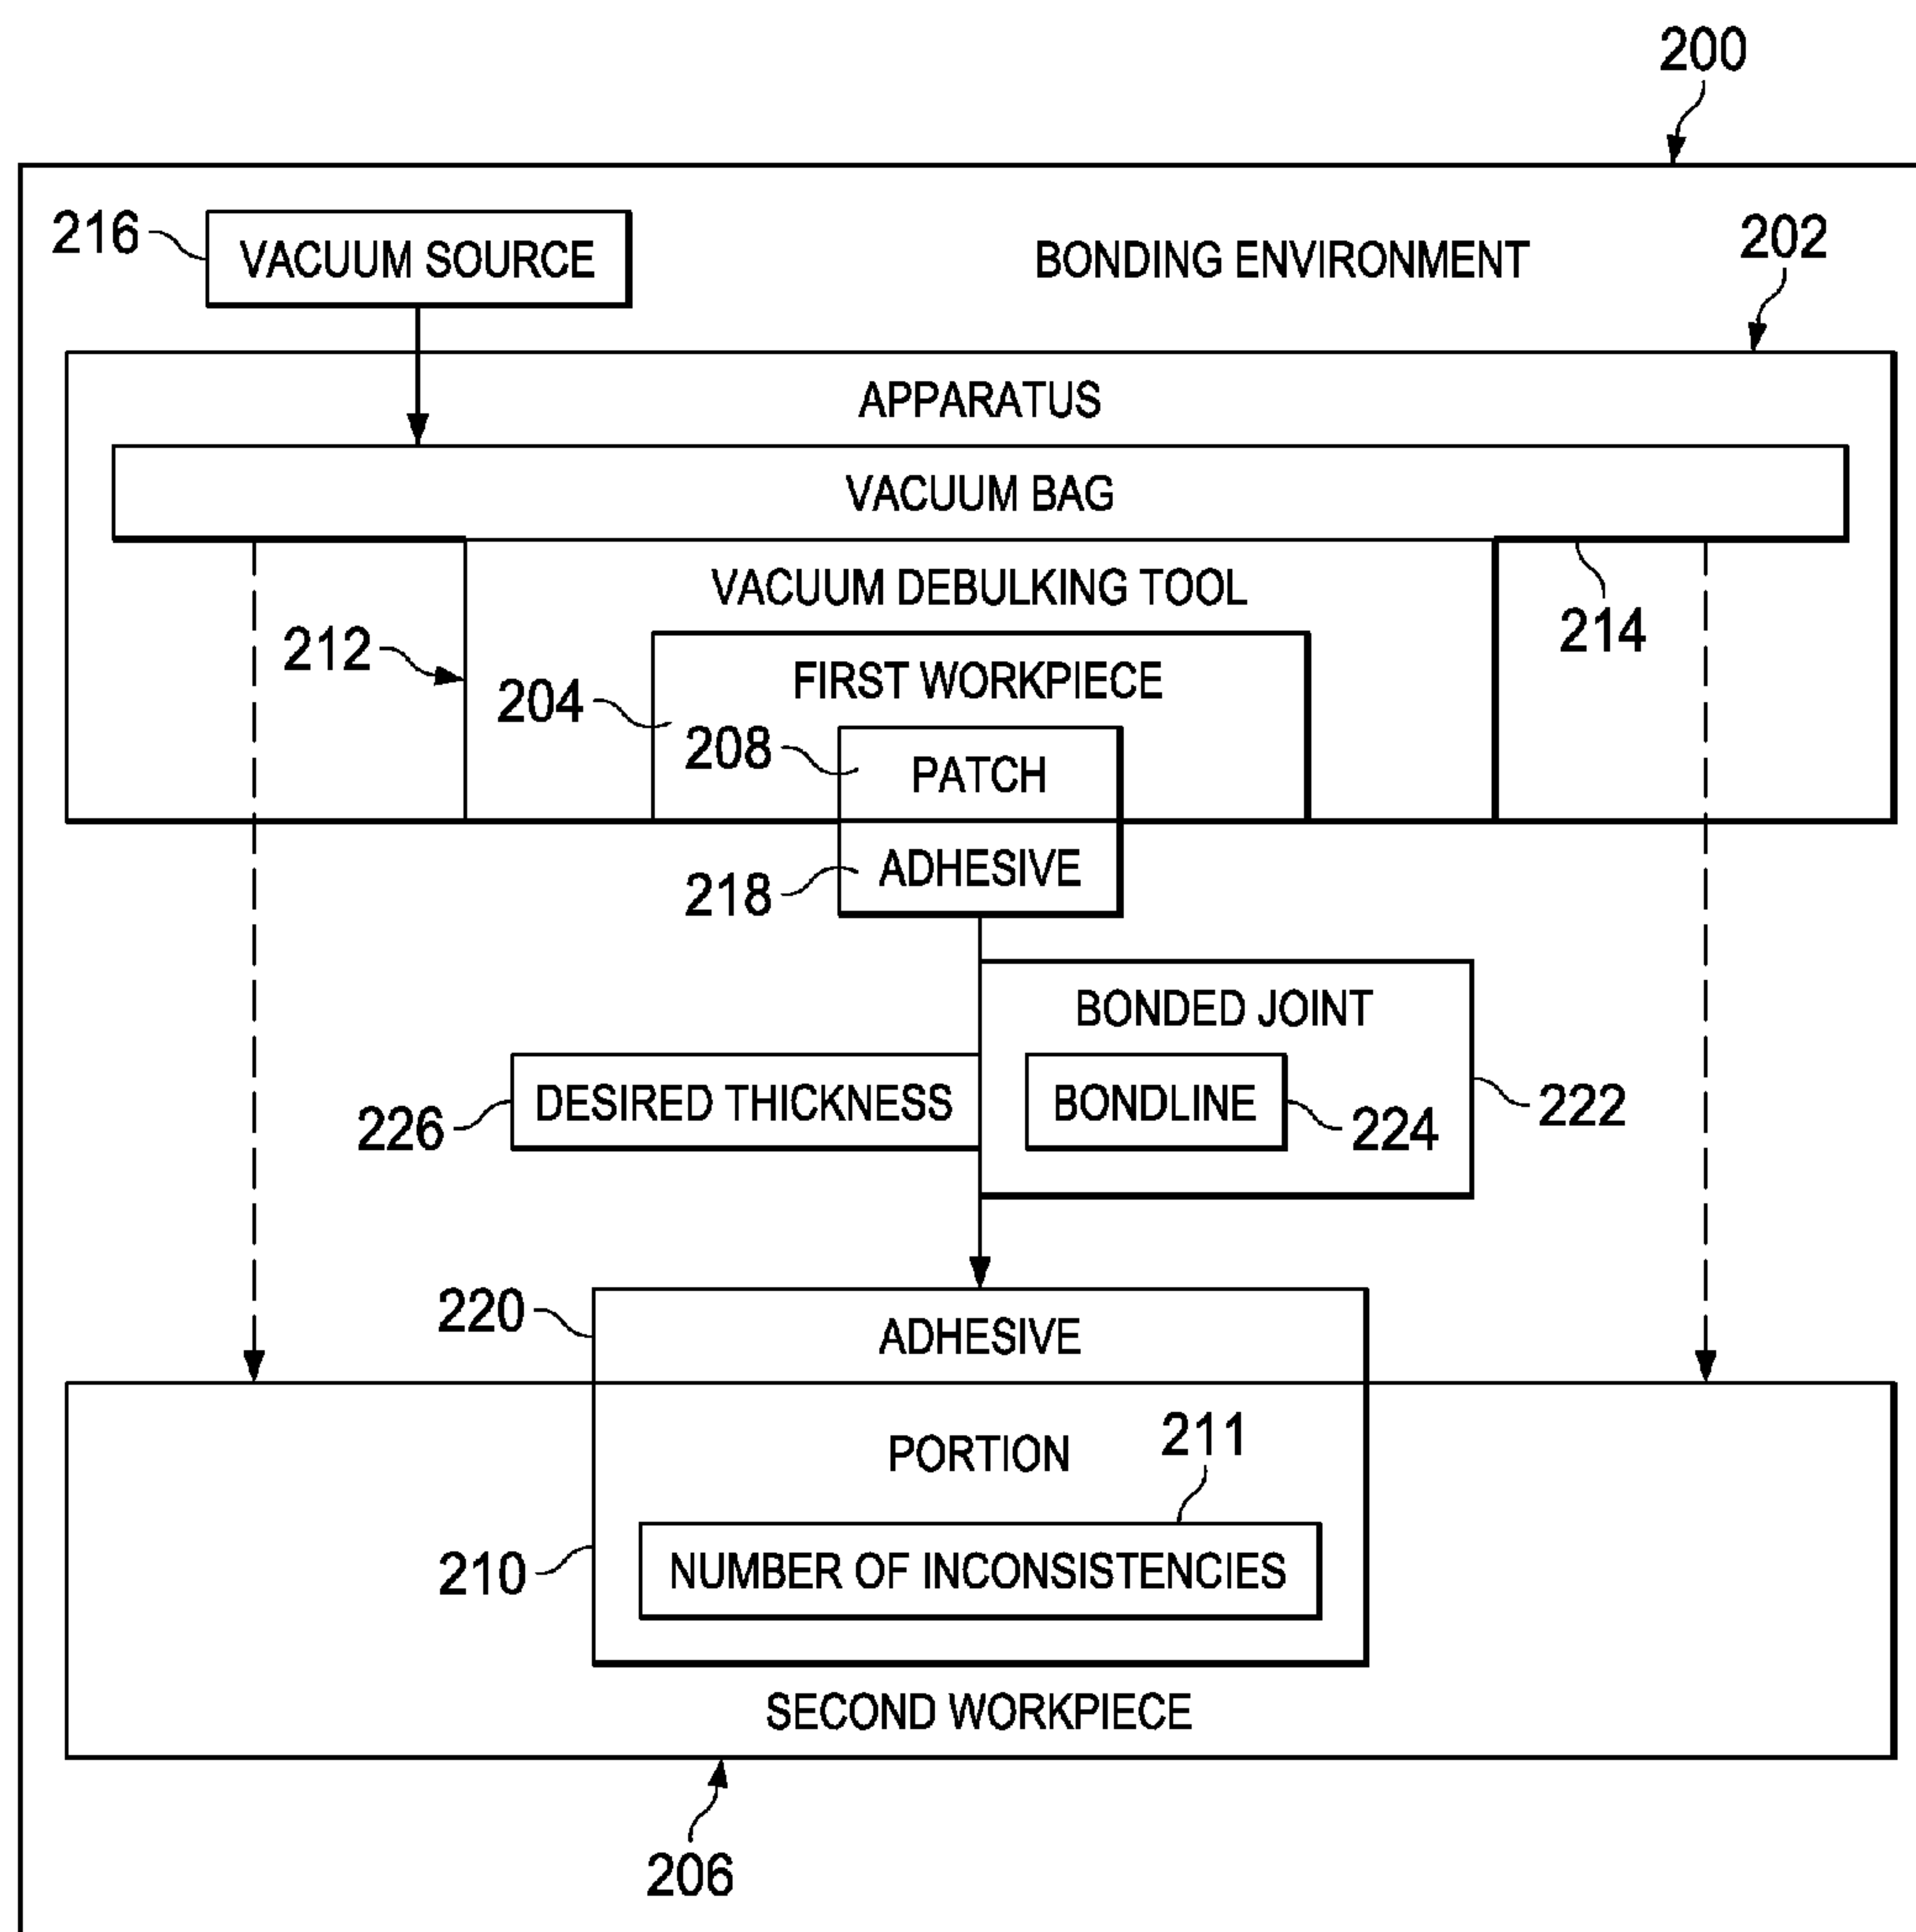 200
216
VACUUM SOURCE
BONDING ENVIRONMENT
202
APPARATUS
VACUUM BAG
VACUUM DEBULKING TOOL
214
212
FIRST WORKPIECE
204
208
PATCH
218
ADHESIVE
BONDED JOINT
DESIRED THICKNESS
BONDLINE
226
224
222
220
ADHESIVE
PORTION
211
210
NUMBER OF INCONSISTENCIES
SECOND WORKPIECE
206